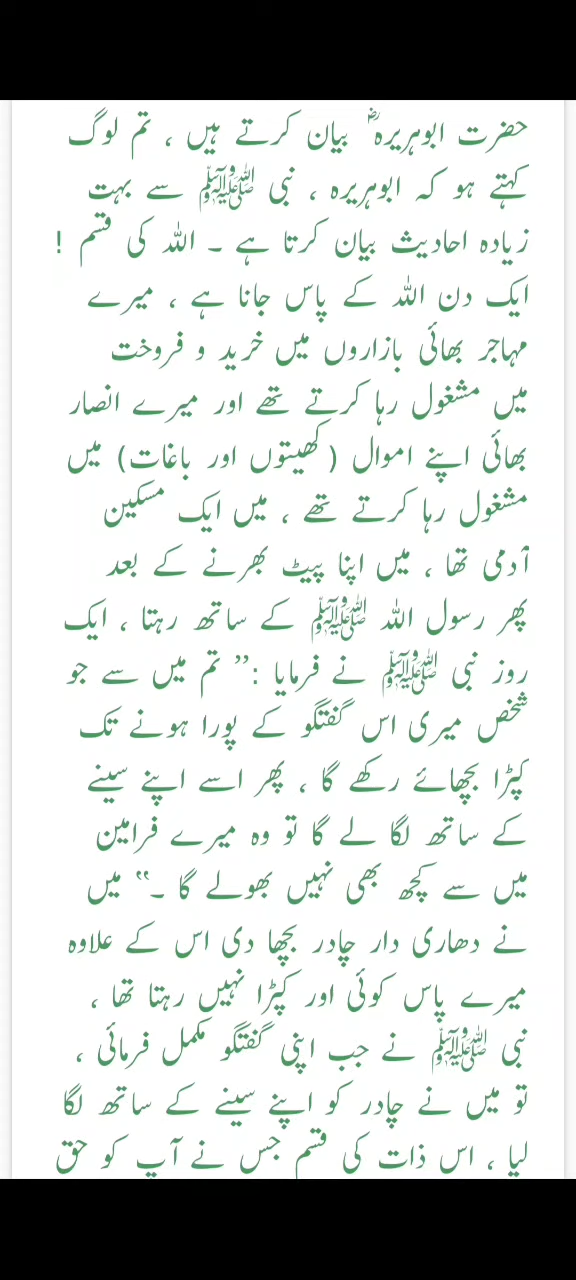 حضرت ابوہریرہ ؓ بیان کرتے ہیں ، تم لوگ
کہتے ہو کہ ابوہریرہ ، نبی ﷺ سے بہت
زیادہ احادیث بیان کرتا ہے ۔ اللہ کی قسم !
ایک دن اللہ کے پاس جانا ہے ، میرے
مہاجر بھائی بازاروں میں خرید و فروخت
میں مشغول رہا کرتے تھے اور میرے انصار
بھائی اپنے اموال (کھیتوں اور باغات) میں
مشغول رہا کرتے تھے ، میں ایک مسکین
آدمی تھا ، میں اپنا پیٹ بھرنے کے بعد
پھر رسول اللہ ﷺ کے ساتھ رہتا ، ایک
روز نبی ﷺ نے فرمایا :’’ تم میں سے جو
شخص میری اس گفتگو کے پورا ہونے تک
کپڑا بچھائے رکھے گا ، پھر اسے اپنے سینے
کے ساتھ لگا لے گا تو وہ میرے فرامین
میں سے کچھ بھی نہیں بھولے گا ۔‘‘ میں
نے دھاری دار چادر بچھا دی اس کے علاوہ
میرے پاس کوئی اور کپڑا نہیں رہتا تھا ،
نبی ﷺ نے جب اپنی گفتگو مکمل فرمائی ،
تو میں نے چادر کو اپنے سینے کے ساتھ لگا
لیا ، اس ذات کی قسم جس نے آپ کو حق